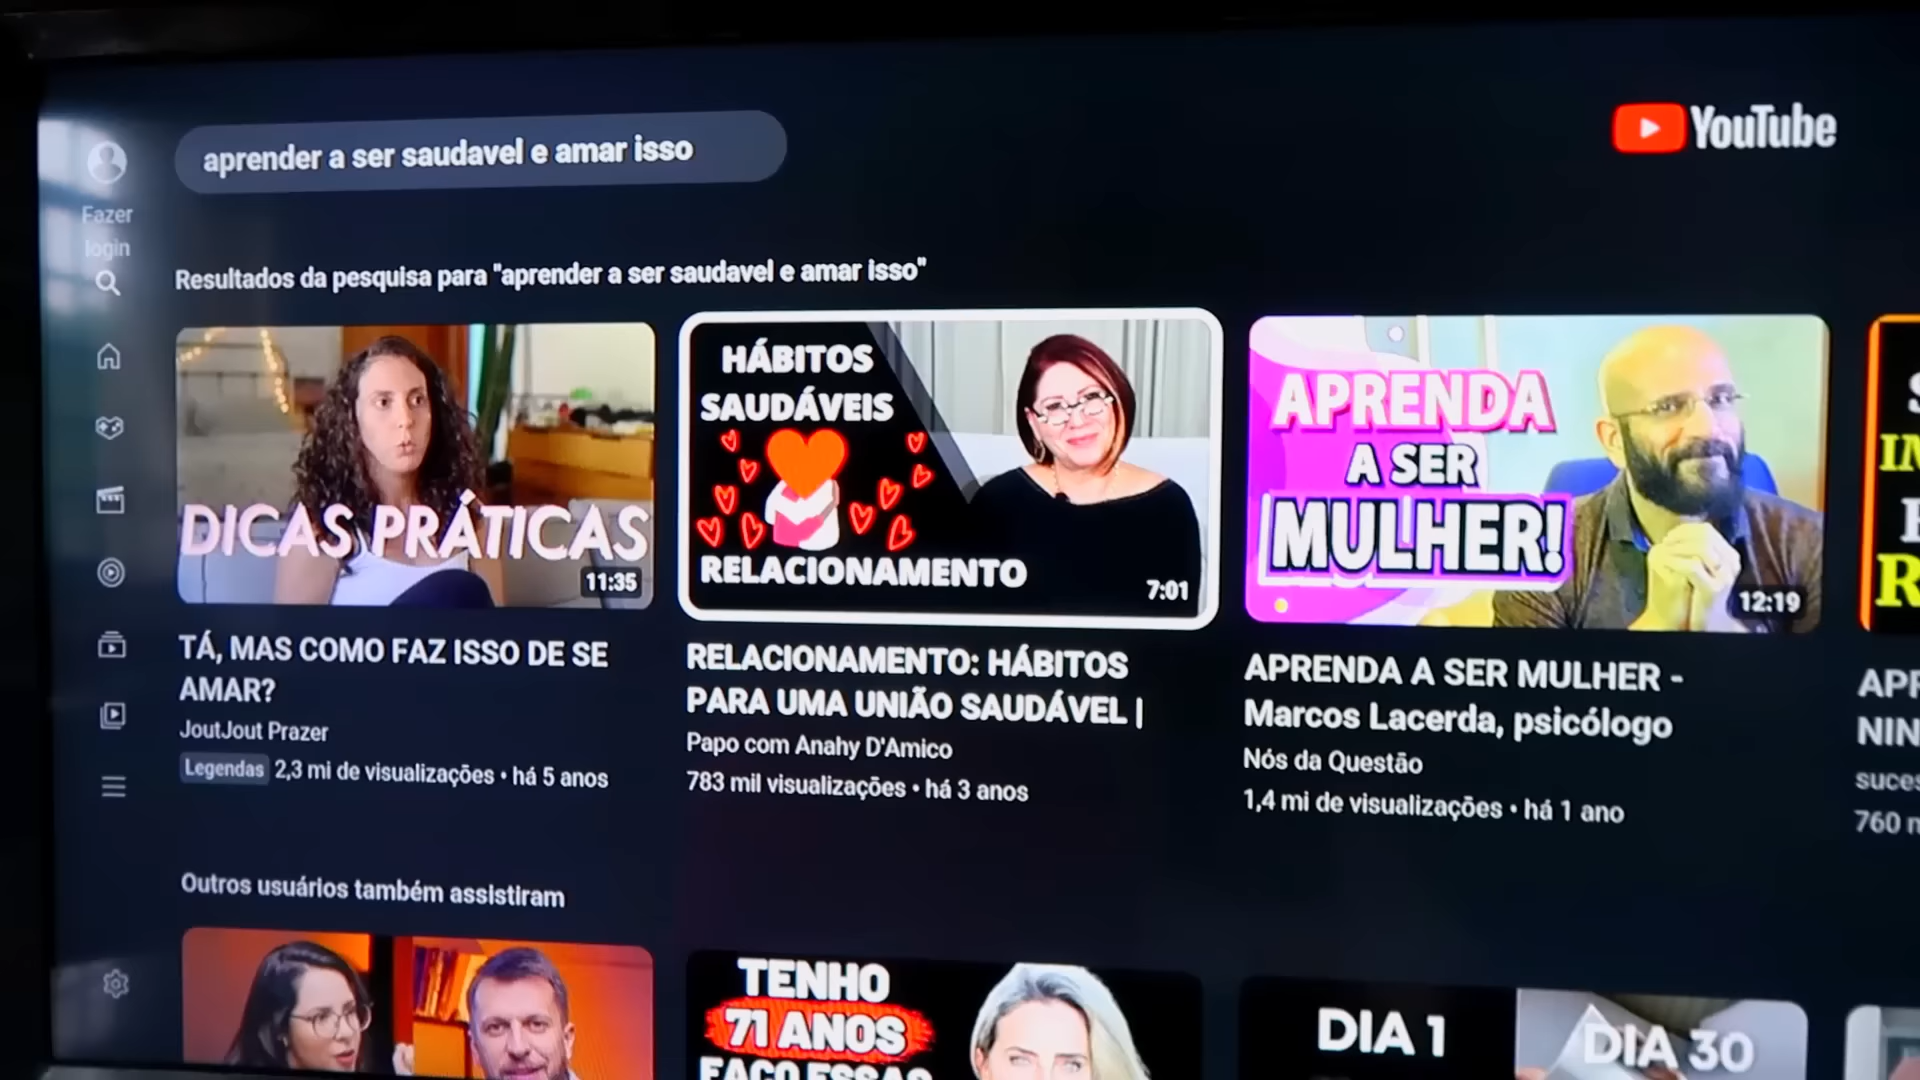 aprender a ser saudavel e amar isso
YouTube
Fazer
login
Resultados da pesquisa para "aprender a ser saudavel e amar isso"
DICAS PRÁTICAS
11:35
TÁ, MAS COMO FAZ ISSO DE SE
AMAR?
JoutJout Prazer
Legendas 2,3 mi de visualizações • há 5 anos
HÁBITOS
SAUDÁVEIS
RELACIONAMENTO
7:01
RELACIONAMENTO: HÁBITOS
PARA UMA UNIÃO SAUDÁVEL |
Papo com Anahy D'Amico
783 mil visualizações • há 3 anos
APRENDA
A SER
MULHER!
12:19
APRENDA A SER MULHER -
Marcos Lacerda, psicólogo
Nós da Questão
1,4 mi de visualizações • há 1 ano
NIN
760
Outros usuários também assistiram
TENHO
71 ANOS
FAÇO ESSAS
DIA 1
DIA 30